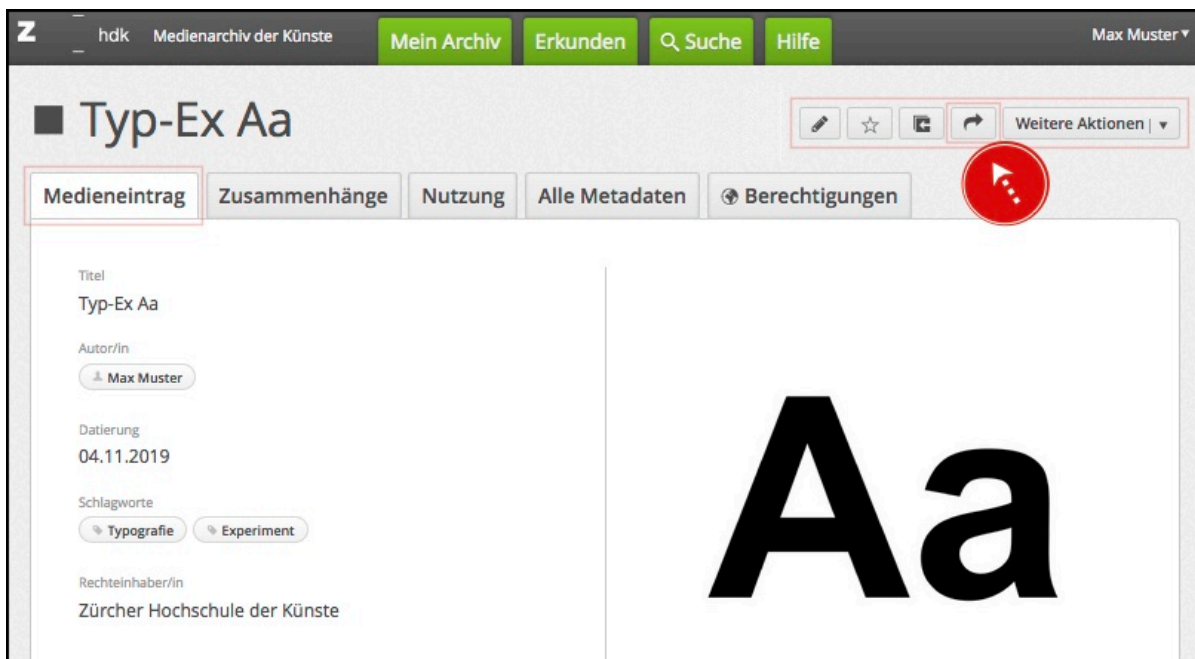 Z hdk Medienarchiv der Künste Mein Archiv Erkunden Suche Hilfe Max Muster
Typ-Ex Aa
Weitere Aktionen
Medieneintrag Zusammenhänge Nutzung Alle Metadaten Berechtigungen
Titel
Typ-Ex Aa
Autor/in
Max Muster
Datierung
04.11.2019
Schlagworte
Typografie Experiment
Rechteinhaber/in
Zürcher Hochschule der Künste
Aa